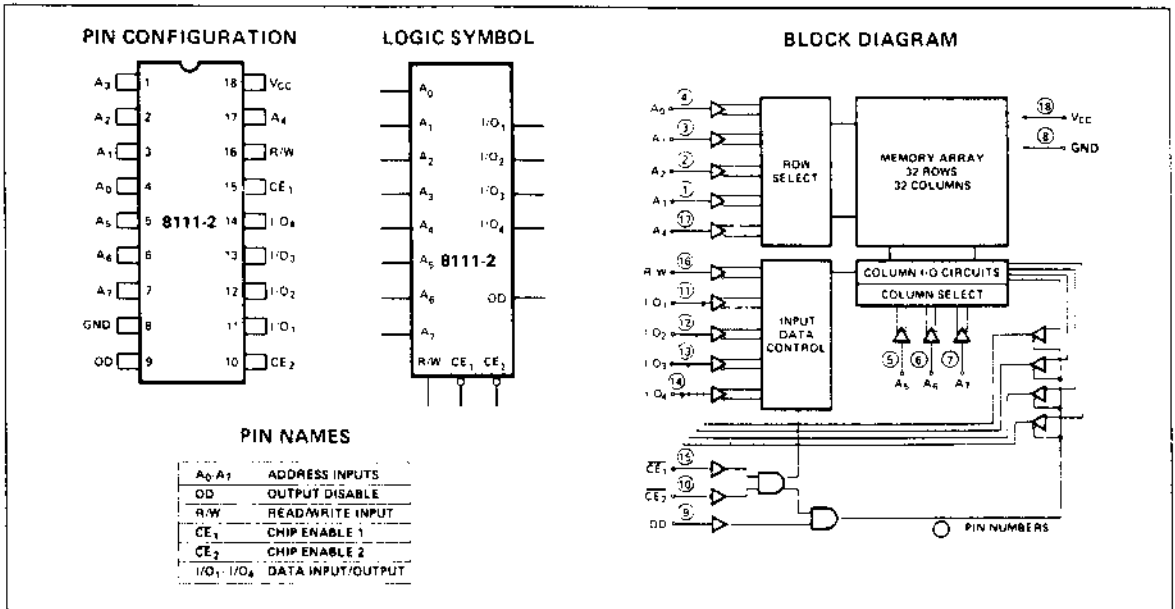 PIN CONFIGURATION
A3 1 18 VCC
A2 2 17 A4
A1 3 16 R/W
A0 4 15 CE1
A5 5 8111-2 14 I/O4
A6 6 13 I/O3
A7 7 12 I/O2
GND 8 11 I/O1
OD 9 10 CE2
LOGIC SYMBOL
A0
A1 I/O1
A2 I/O2
A3 I/O3
A4 I/O4
A5 8111-2
A6 OD
A7
R/W CE1 CE2
BLOCK DIAGRAM
A0 4
A1 3
A2 2
A3 1
A4 17
ROW
SELECT
MEMORY ARRAY
32 ROWS
32 COLUMNS
18 VCC
8 GND
R/W 16
I/O1 11
I/O2 12
I/O3 13
I/O4 14
INPUT
DATA
CONTROL
COLUMN I/O CIRCUITS
COLUMN SELECT
5 6 7
A5 A6 A7
CE1 15
CE2 10
OD 9
PIN NUMBERS
PIN NAMES
A0-A7 ADDRESS INPUTS
OD OUTPUT DISABLE
R/W READ/WRITE INPUT
CE1 CHIP ENABLE 1
CE2 CHIP ENABLE 2
I/O1-I/O4 DATA INPUT/OUTPUT